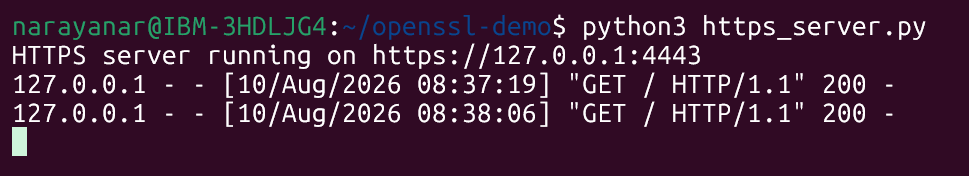 narayanar@IBM-3HDLJG4:~/openssl-demo$ python3 https_server.py
HTTPS server running on https://127.0.0.1:4443
127.0.0.1 - - [10/Aug/2026 08:37:19] "GET / HTTP/1.1" 200 -
127.0.0.1 - - [10/Aug/2026 08:38:06] "GET / HTTP/1.1" 200 -